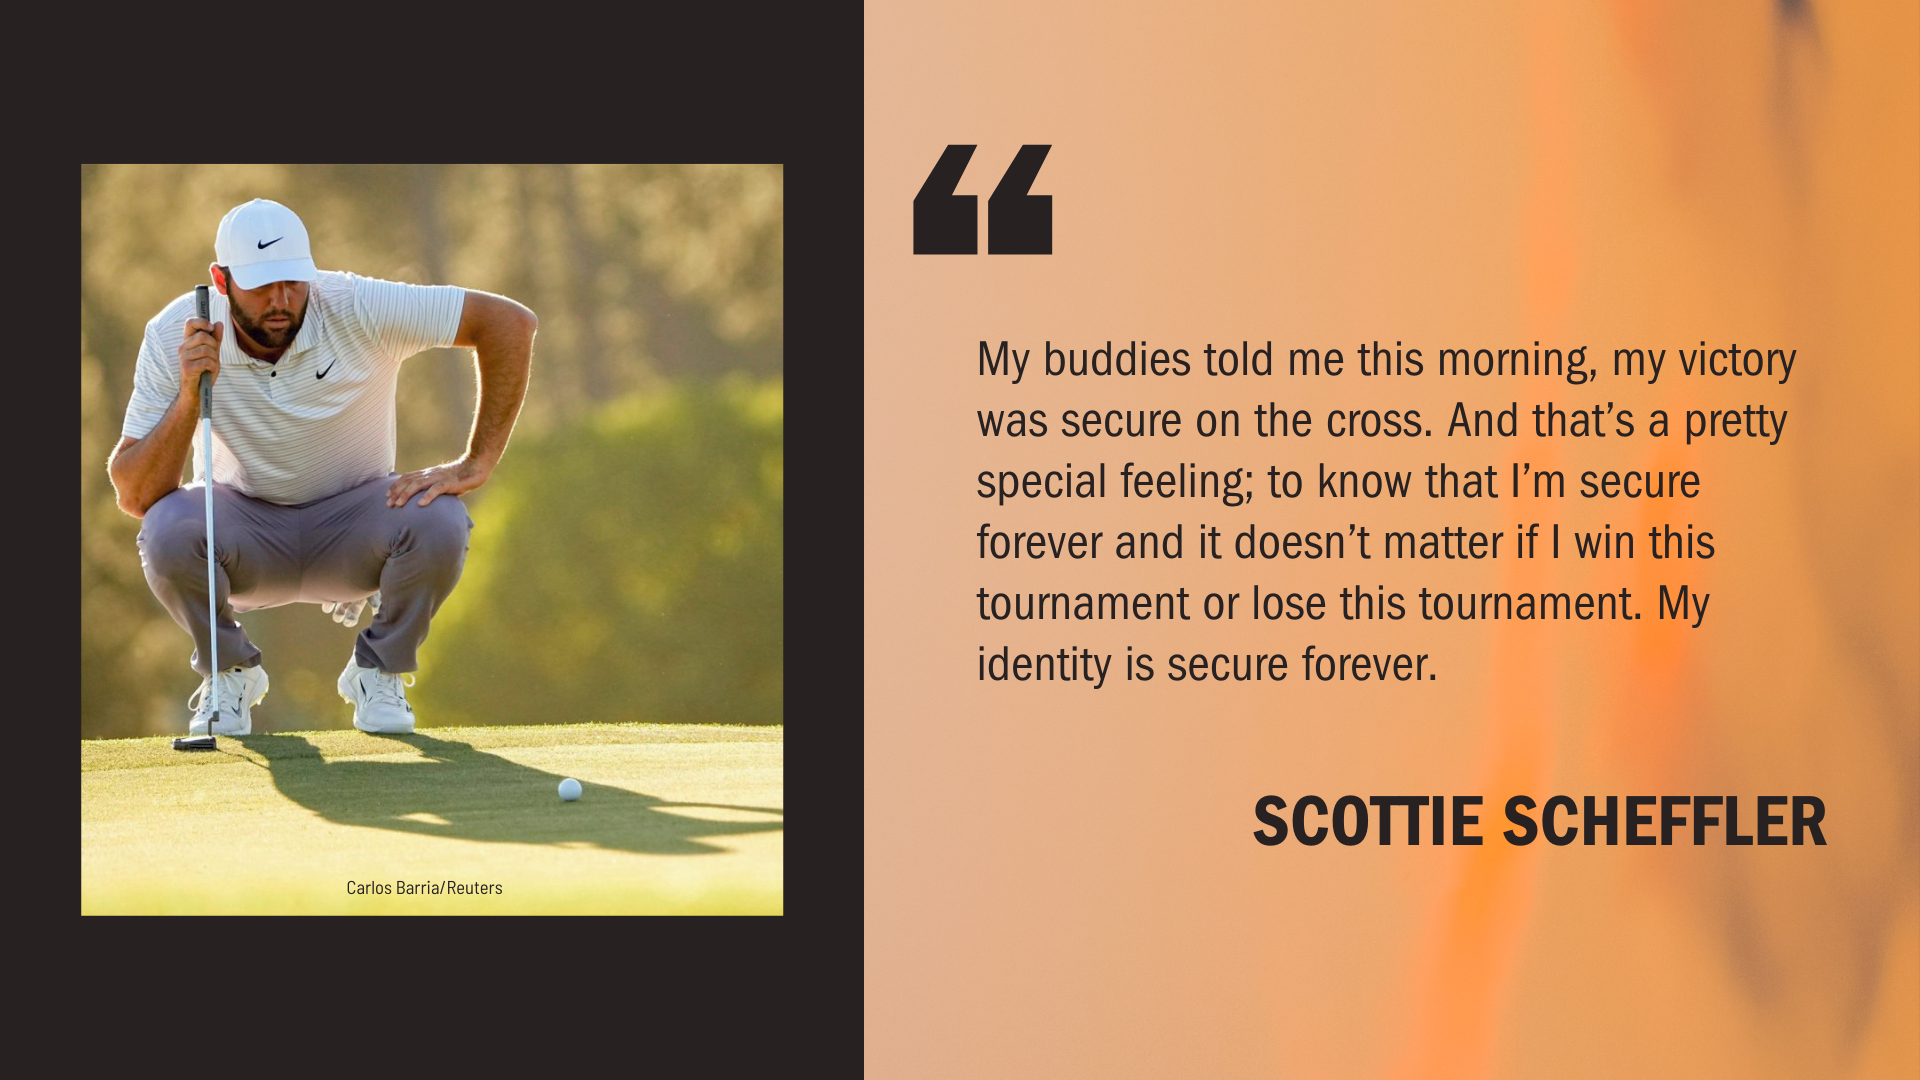 “
My buddies told me this morning, my victory
was secure on the cross. And that’s a pretty
special feeling; to know that I’m secure
forever and it doesn’t matter if I win this
tournament or lose this tournament. My
identity is secure forever.
SCOTTIE SCHEFFLER
Carlos Barria/Reuters